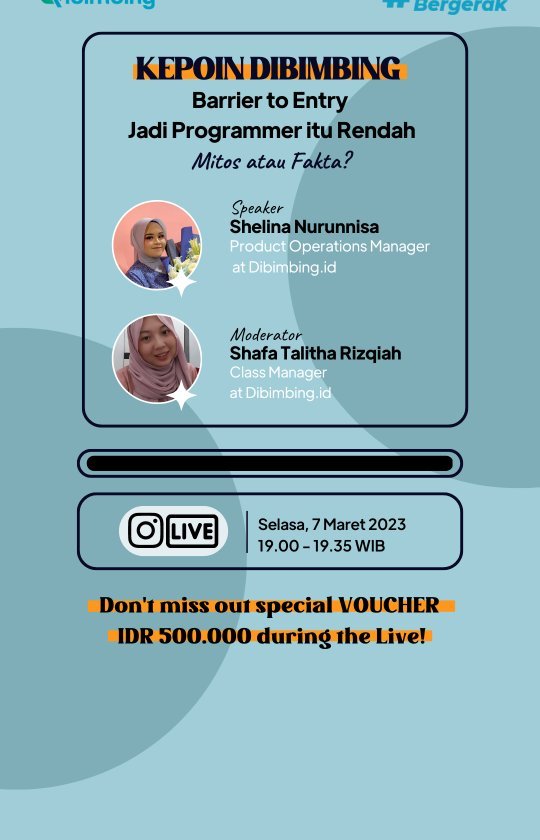 Bergerak
KEPOIN DIBIMBING
Barrier to Entry
Jadi Programmer itu Rendah
Mitos atau Fakta?
Speaker
Shelina Nurunnisa
Product Operations Manager
at Dibimbing.id
Moderator
Shafa Talitha Rizqiah
Class Manager
at Dibimbing.id
LIVE
Selasa, 7 Maret 2023
19.00 - 19.35 WIB
Don't miss out special VOUCHER
IDR 500.000 during the Live!